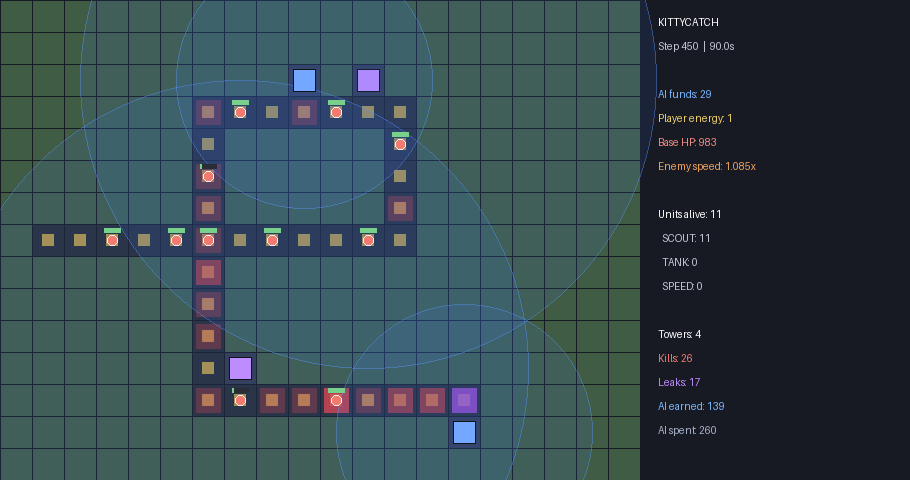 KITTYCATCH
Step 450 | 90.0s
AI funds: 29
Player energy: 1
Base HP: 983
Enemy speed: 1.085x
Units alive: 11
SCOUT: 11
TANK: 0
SPEED: 0
Towers: 4
Kills: 26
Leaks: 17
AI earned: 139
AI spent: 260